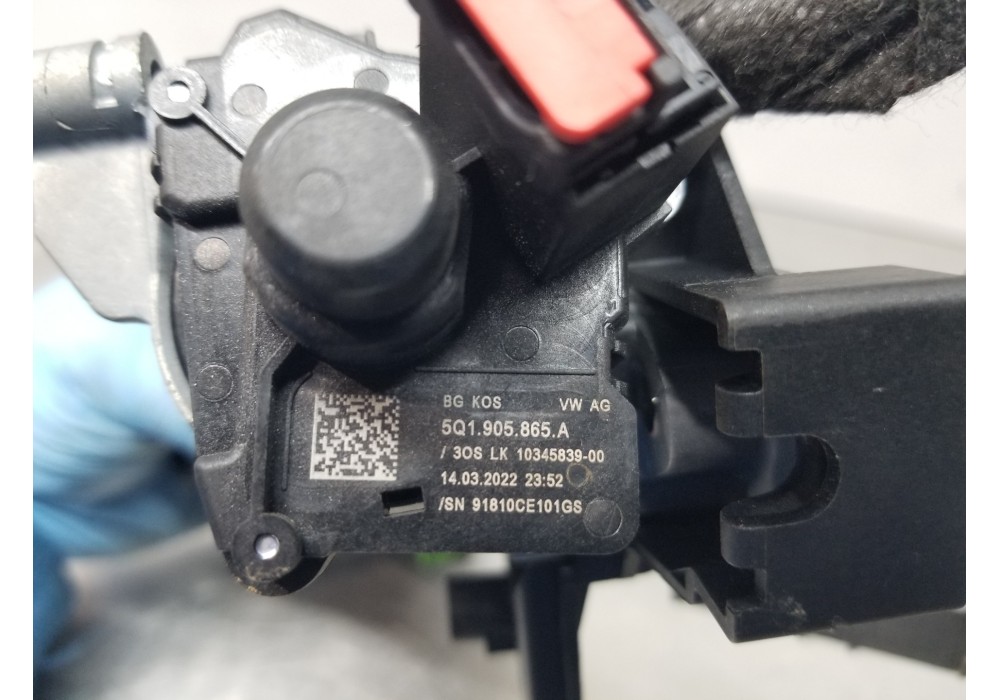 BG KOS VW AG
5Q1.905.865.A
/ 3OS LK 10345839-00
14.03.2022 23:52
/SN 91810CE101GS